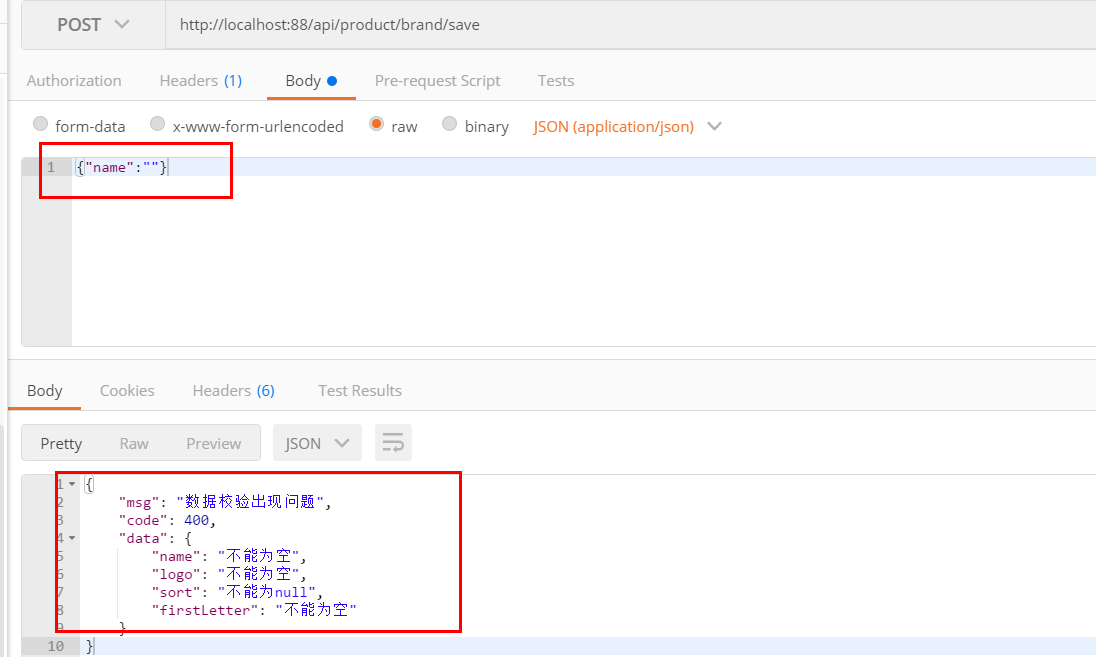 POST http://localhost:88/api/product/brand/save
Authorization Headers (1) Body Pre-request Script Tests
form-data x-www-form-urlencoded raw binary JSON (application/json)
1 {"name":""}
Body Cookies Headers (6) Test Results
Pretty Raw Preview JSON
1 {
2 "msg": "数据校验出现问题",
3 "code": 400,
4 "data": {
5 "name": "不能为空",
6 "logo": "不能为空",
7 "sort": "不能为null",
8 "firstLetter": "不能为空"
9 }
10 }